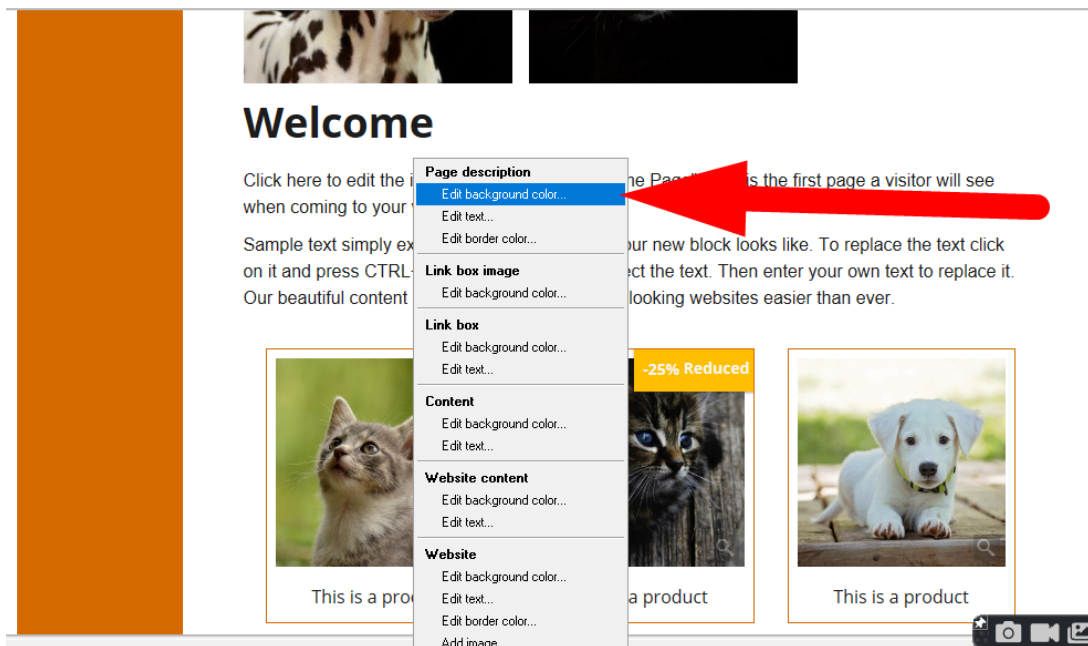 Welcome
Click here to edit the i
ne Page" is the first page a visitor will see
when coming to your
Sample text simply ex
our new block looks like. To replace the text click
on it and press CTRL-
ect the text. Then enter your own text to replace it.
Our beautiful content
looking websites easier than ever.
Page description
Edit background color...
Edit text...
Edit border color...
Link box image
Edit background color...
Link box
Edit background color...
Edit text...
Content
Edit background color...
Edit text...
Website content
Edit background color...
Edit text...
Website
Edit background color...
Edit text...
Edit border color...
Add image
-25% Reduced
This is a pro
a product
This is a product